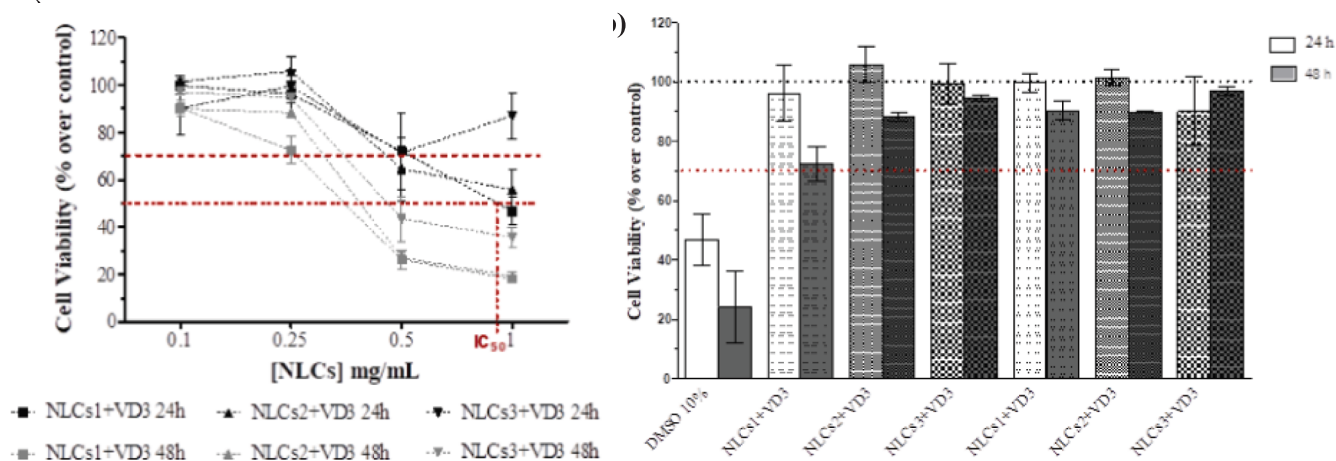 b)
Cell Viability (% over control)
120
100
80
60
40
20
0
0.1
0.25
0.5
1
IC50
[NLCs] mg/mL
NLCs1+VD3 24h
NLCs2+VD3 24h
NLCs3+VD3 24h
NLCs1+VD3 48h
NLCs2+VD3 48h
NLCs3+VD3 48h
Cell Viability (% over control)
120
100
80
60
40
20
0
24 h
48 h
DMSO 10%
NLCs1+VD3
NLCs2+VD3
NLCs3+VD3
NLCs1+VD3
NLCs2+VD3
NLCs3+VD3